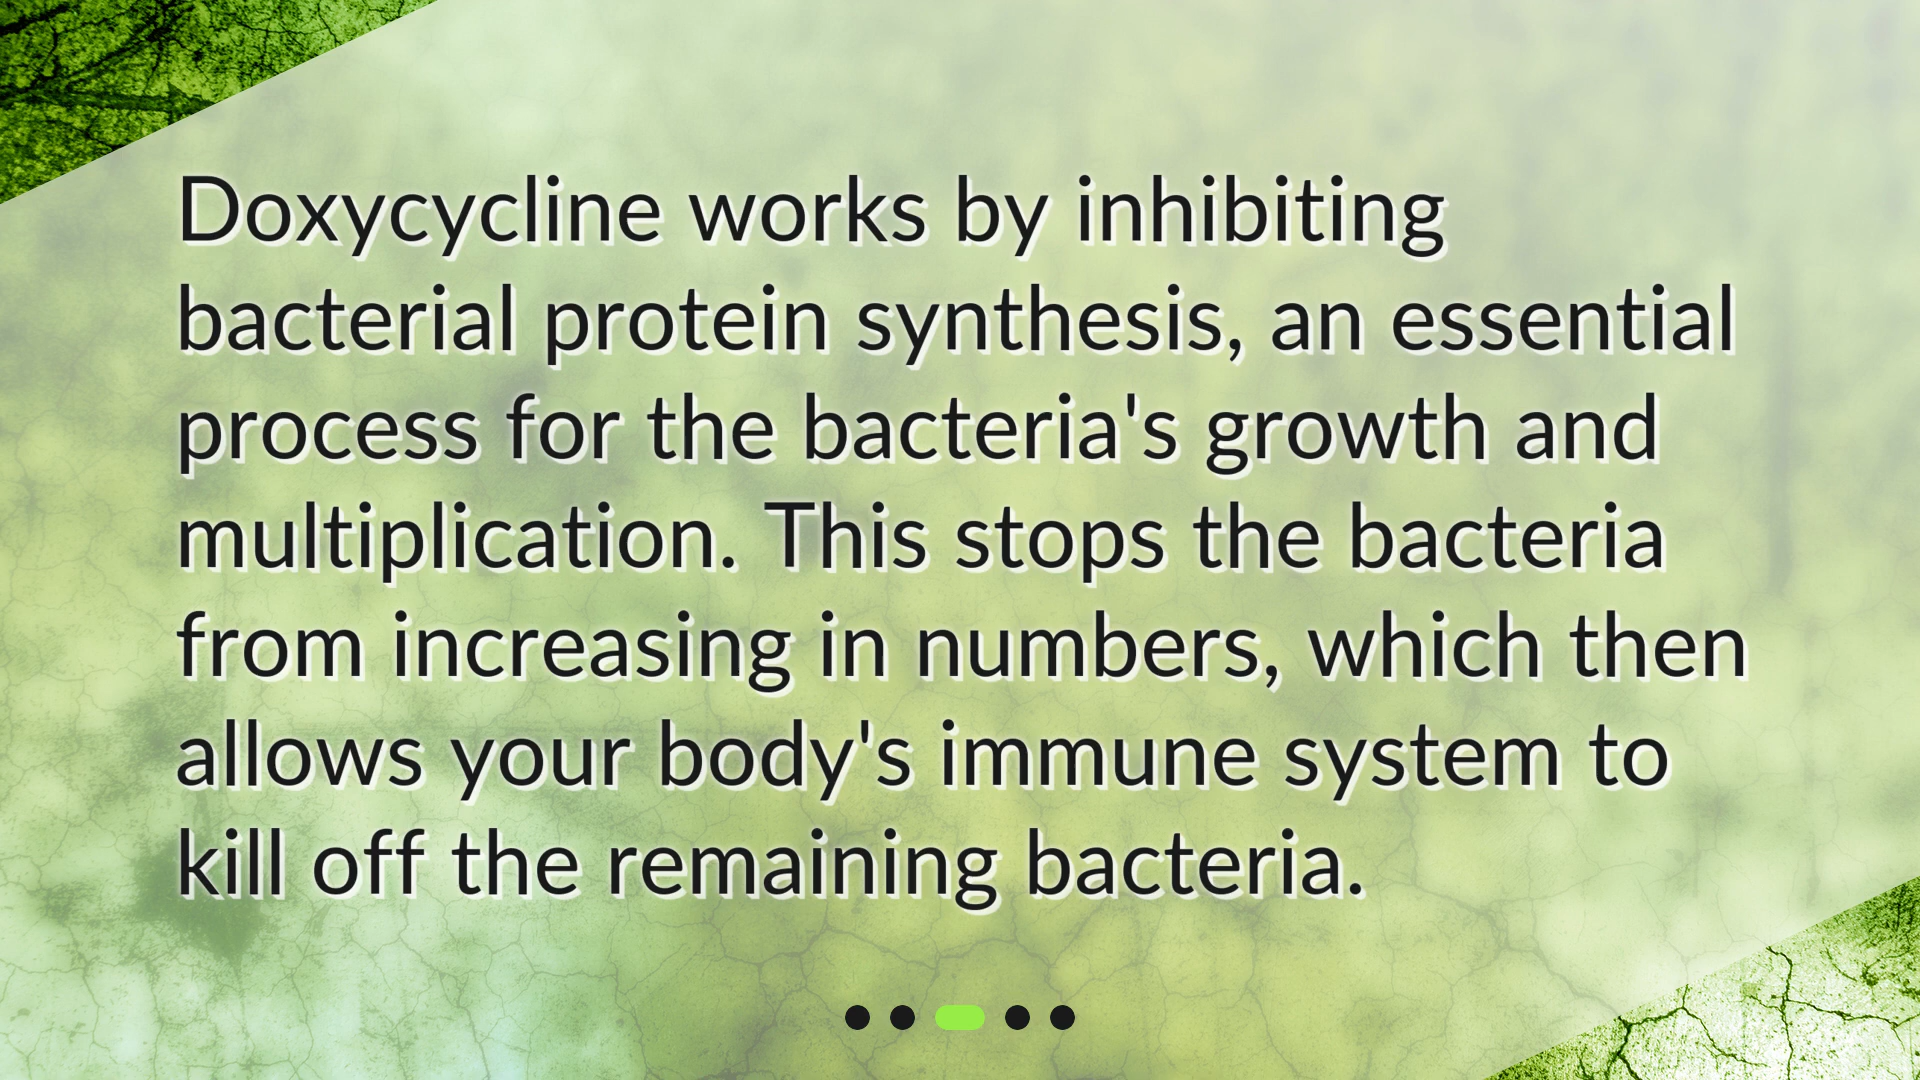 Doxycycline works by inhibiting
bacterial protein synthesis, an essential
process for the bacteria's growth and
multiplication. This stops the bacteria
from increasing in numbers, which then
allows your body's immune system to
kill off the remaining bacteria.